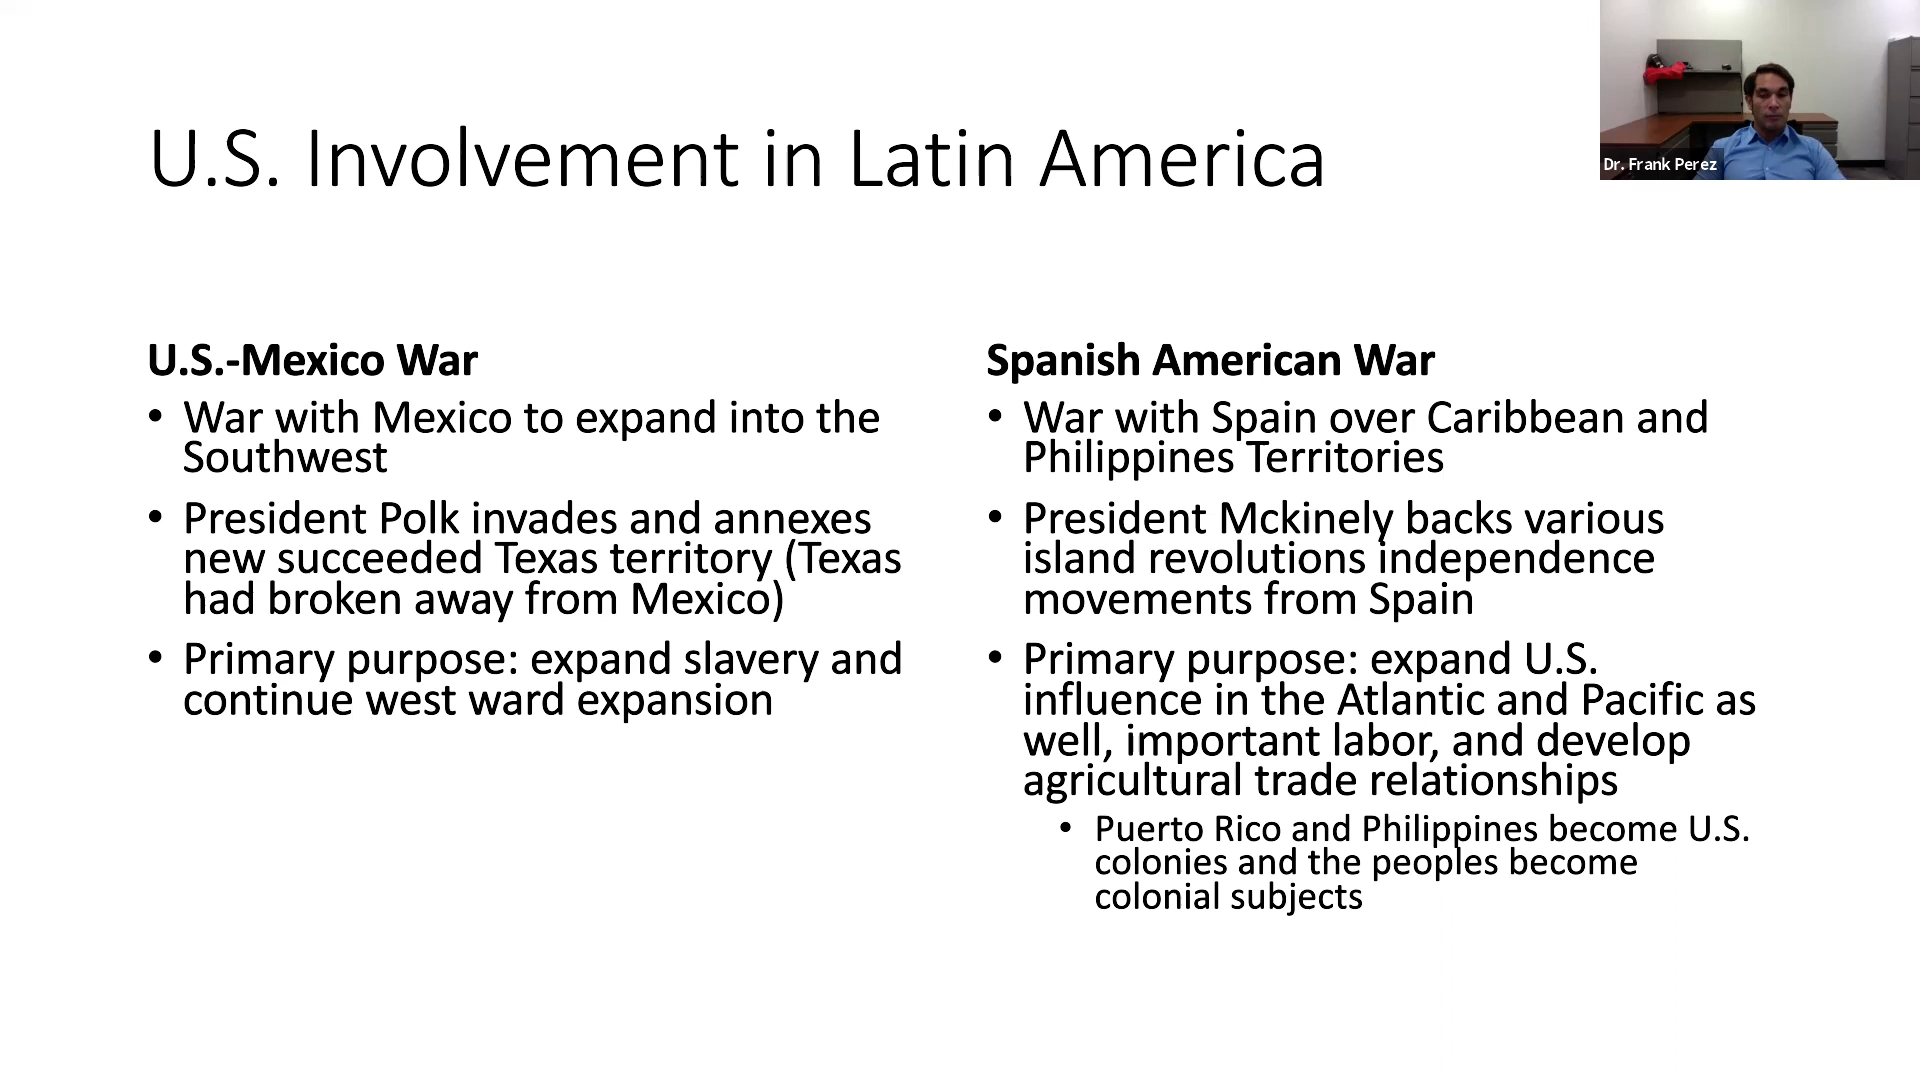 U.S. Involvement in Latin America
Dr. Frank Perez
U.S.-Mexico War
• War with Mexico to expand into the
Southwest
• President Polk invades and annexes
new succeeded Texas territory (Texas
had broken away from Mexico)
• Primary purpose: expand slavery and
continue west ward expansion
Spanish American War
• War with Spain over Caribbean and
Philippines Territories
• President Mckinely backs various
island revolutions independence
movements from Spain
• Primary purpose: expand U.S.
influence in the Atlantic and Pacific as
well, important labor, and develop
agricultural trade relationships
• Puerto Rico and Philippines become U.S.
colonies and the peoples become
colonial subjects